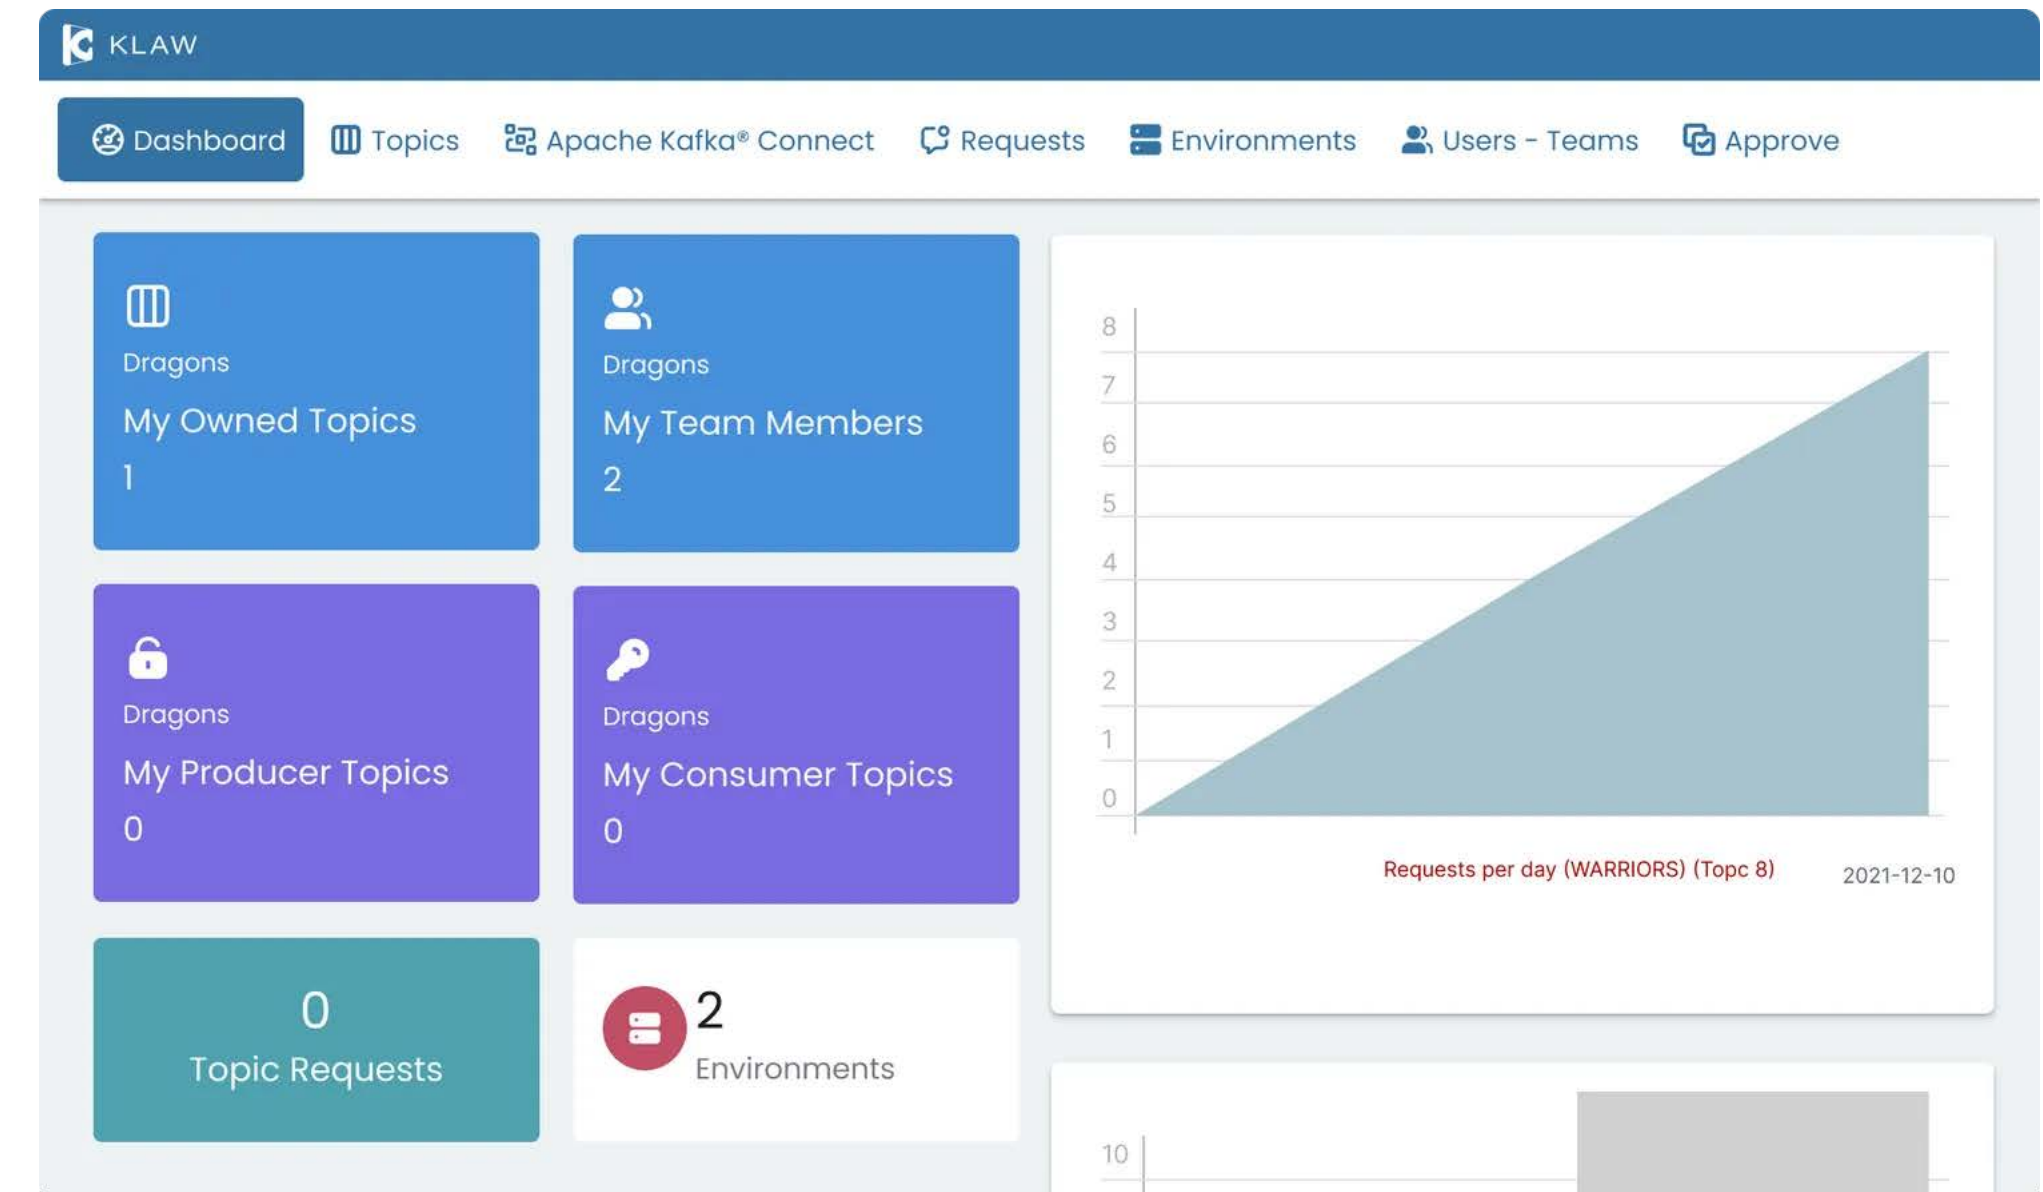 KLAW
Dashboard Topics Apache Kafka® Connect Requests Environments Users - Teams Approve
Dragons
My Owned Topics
1
Dragons
My Team Members
2
Dragons
My Producer Topics
0
Dragons
My Consumer Topics
0
0
Topic Requests
2
Environments
8
7
6
5
4
3
2
1
0
Requests per day (WARRIORS) (Topc 8)
2021-12-10
10